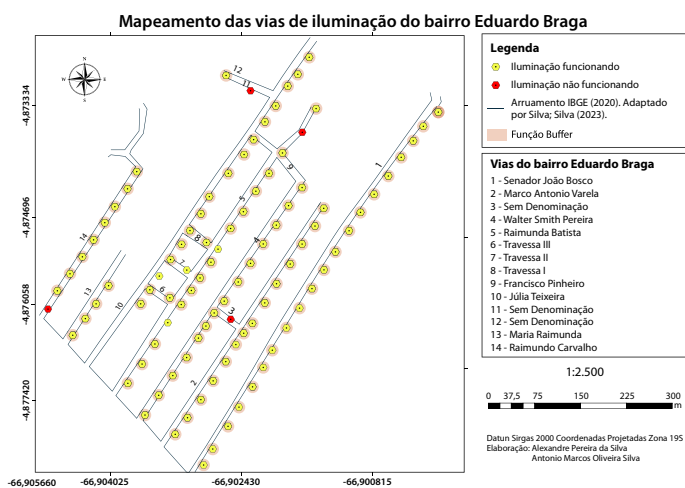 Mapeamento das vias de iluminação do bairro Eduardo Braga
N
W
E
S
-4,873334
-4,874696
-4,876058
-4,877420
-66,905660
-66,904025
-66,902430
-66,900815
12
11
1
9
5
8
4
14
7
6
13
10
3
2
Legenda
Iluminação funcionando
Iluminação não funcionando
Arruamento IBGE (2020). Adaptado
por Silva; Silva (2023).
Função Buffer
Vias do bairro Eduardo Braga
1 - Senador João Bosco
2 - Marco Antonio Varela
3 - Sem Denominação
4 - Walter Smith Pereira
5 - Raimunda Batista
6 - Travessa III
7 - Travessa II
8 - Travessa I
9 - Francisco Pinheiro
10 - Júlia Teixeira
11 - Sem Denominação
12 - Sem Denominação
13 - Maria Raimunda
14 - Raimundo Carvalho
1:2.500
0 37,5 75 150 225 300
m
Datun Sirgas 2000 Coordenadas Projetadas Zona 19S
Elaboração: Alexandre Pereira da Silva
Antonio Marcos Oliveira Silva